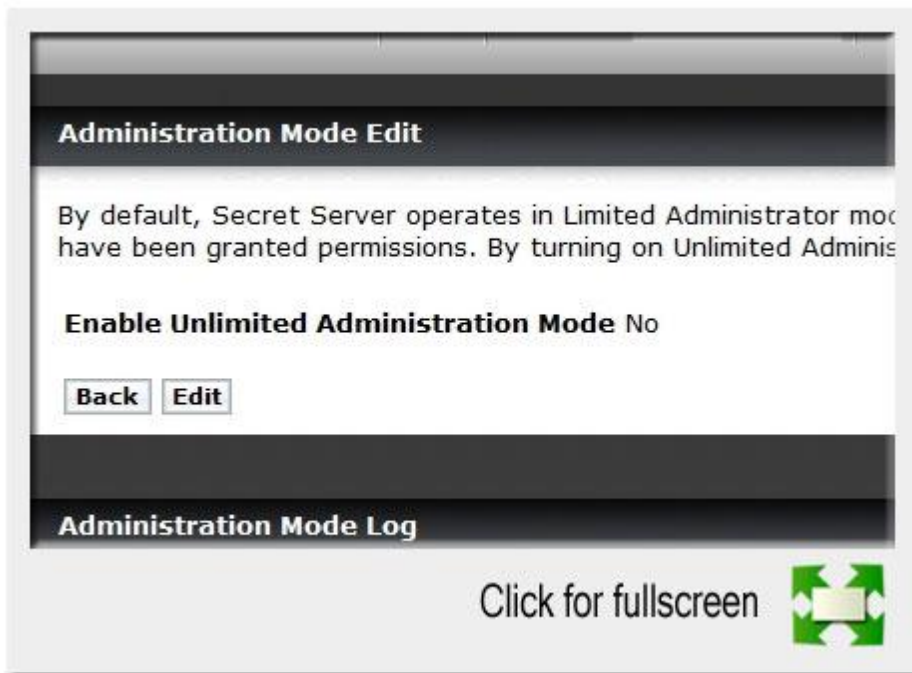 Administration Mode Edit
By default, Secret Server operates in Limited Administrator
have been granted permissions. By turning on Unlimited
Enable Unlimited Administration Mode No
Back Edit
Administration Mode Log
Click for fullscreen